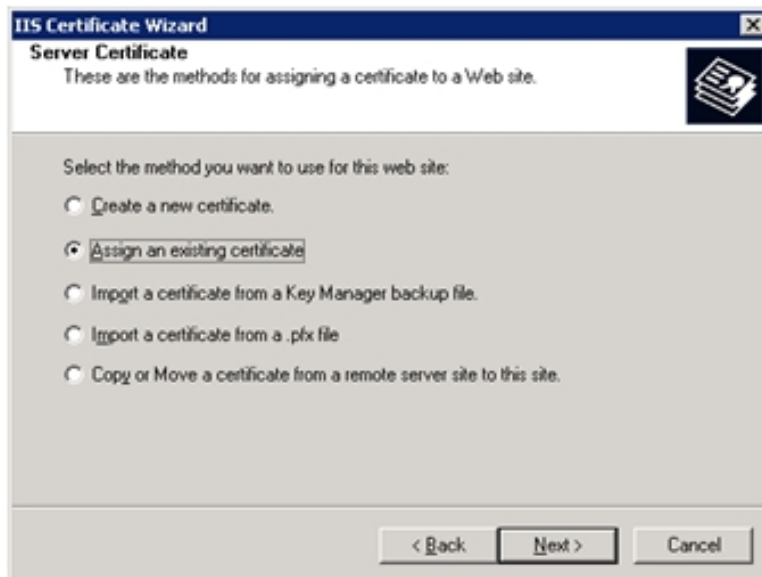 IIS Certificate Wizard
Server Certificate
These are the methods for assigning a certificate to a Web site.
Select the method you want to use for this web site:
Create a new certificate.
Assign an existing certificate
Import a certificate from a Key Manager backup file.
Import a certificate from a .pfx file
Copy or Move a certificate from a remote server site to this site.
< Back Next > Cancel